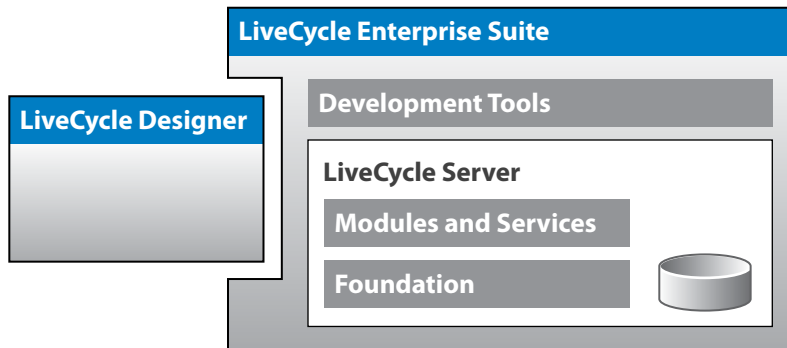 LiveCycle Enterprise Suite
LiveCycle Designer
Development Tools
LiveCycle Server
Modules and Services
Foundation